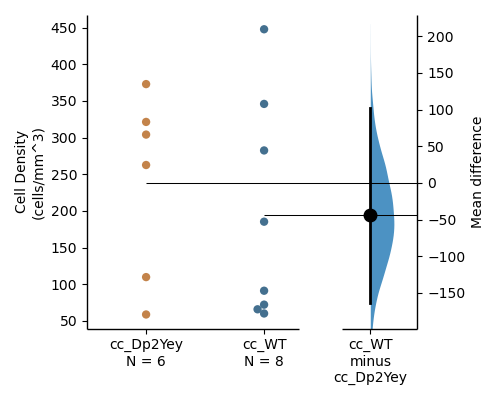 450
400
350
300
250
200
150
100
50
Cell Density
(cells/mm^3)
200
150
100
50
0
−50
−100
−150
Mean difference
cc_Dp2Yey
N = 6
cc_WT
N = 8
cc_WT
minus
cc_Dp2Yey